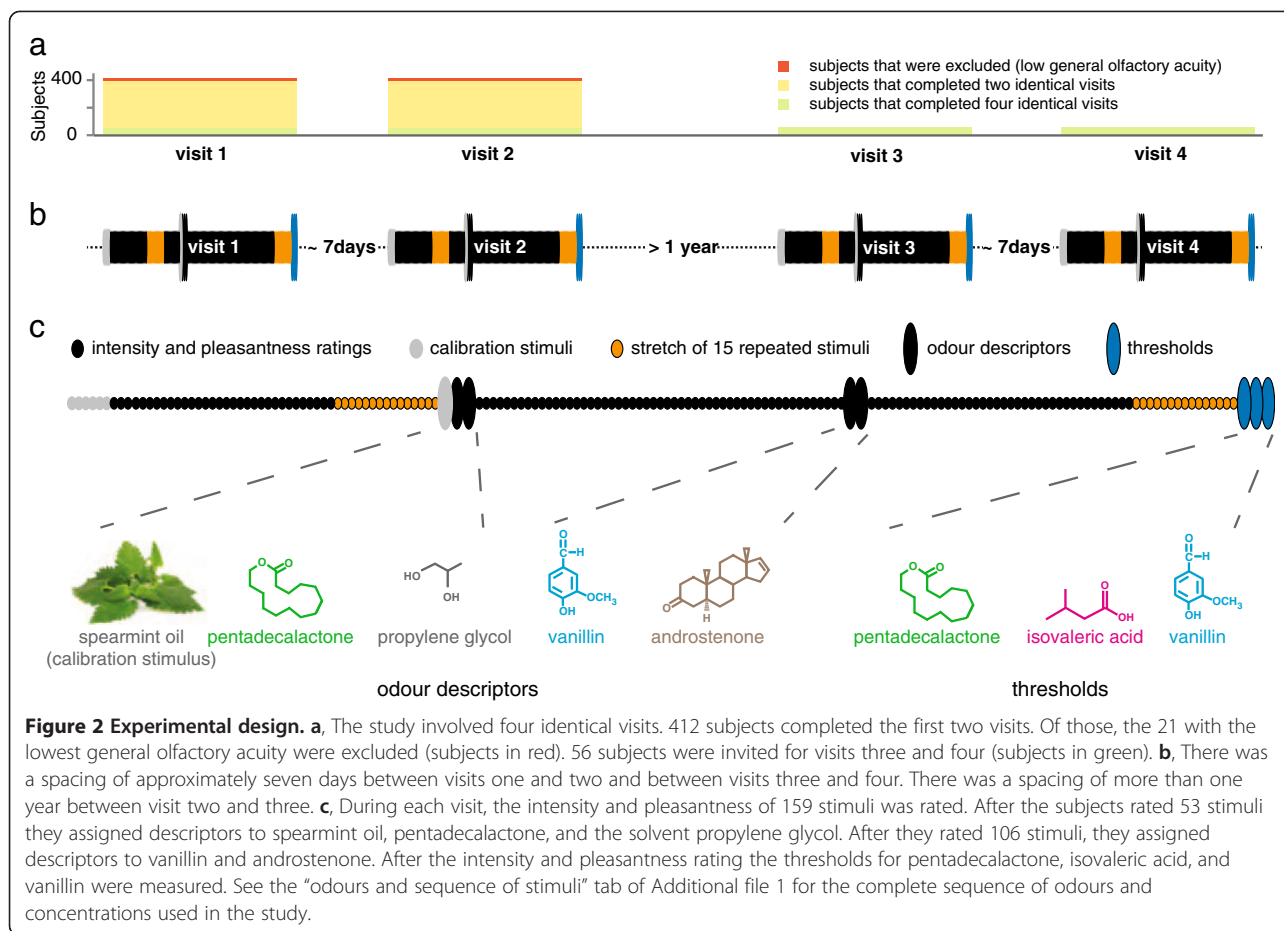 a
400
0
Subjects
subjects that were excluded (low general olfactory acuity)
subjects that completed two identical visits
subjects that completed four identical visits
visit 1
visit 2
visit 3
visit 4
b
visit 1
~ 7days
visit 2
> 1 year
visit 3
~ 7days
visit 4
c
intensity and pleasantness ratings
calibration stimuli
stretch of 15 repeated stimuli
odour descriptors
thresholds
O
O
HO
OH
O
H
OCH3
OH
O
H
O
O
O
OH
O
H
OCH3
OH
spearmint oil
(calibration stimulus)
pentadecalactone
propylene glycol
vanillin
androstenone
pentadecalactone
isovaleric acid
vanillin
odour descriptors
thresholds
Figure 2 Experimental design. a, The study involved four identical visits. 412 subjects completed the first two visits. Of those, the 21 with the
lowest general olfactory acuity were excluded (subjects in red). 56 subjects were invited for visits three and four (subjects in green). b, There was
a spacing of approximately seven days between visits one and two and between visits three and four. There was a spacing of more than one
year between visit two and three. c, During each visit, the intensity and pleasantness of 159 stimuli was rated. After the subjects rated 53 stimuli
they assigned descriptors to spearmint oil, pentadecalactone, and the solvent propylene glycol. After they rated 106 stimuli, they assigned
descriptors to vanillin and androstenone. After the intensity and pleasantness rating the thresholds for pentadecalactone, isovaleric acid, and
vanillin were measured. See the “odours and sequence of stimuli” tab of Additional file 1 for the complete sequence of odours and
concentrations used in the study.